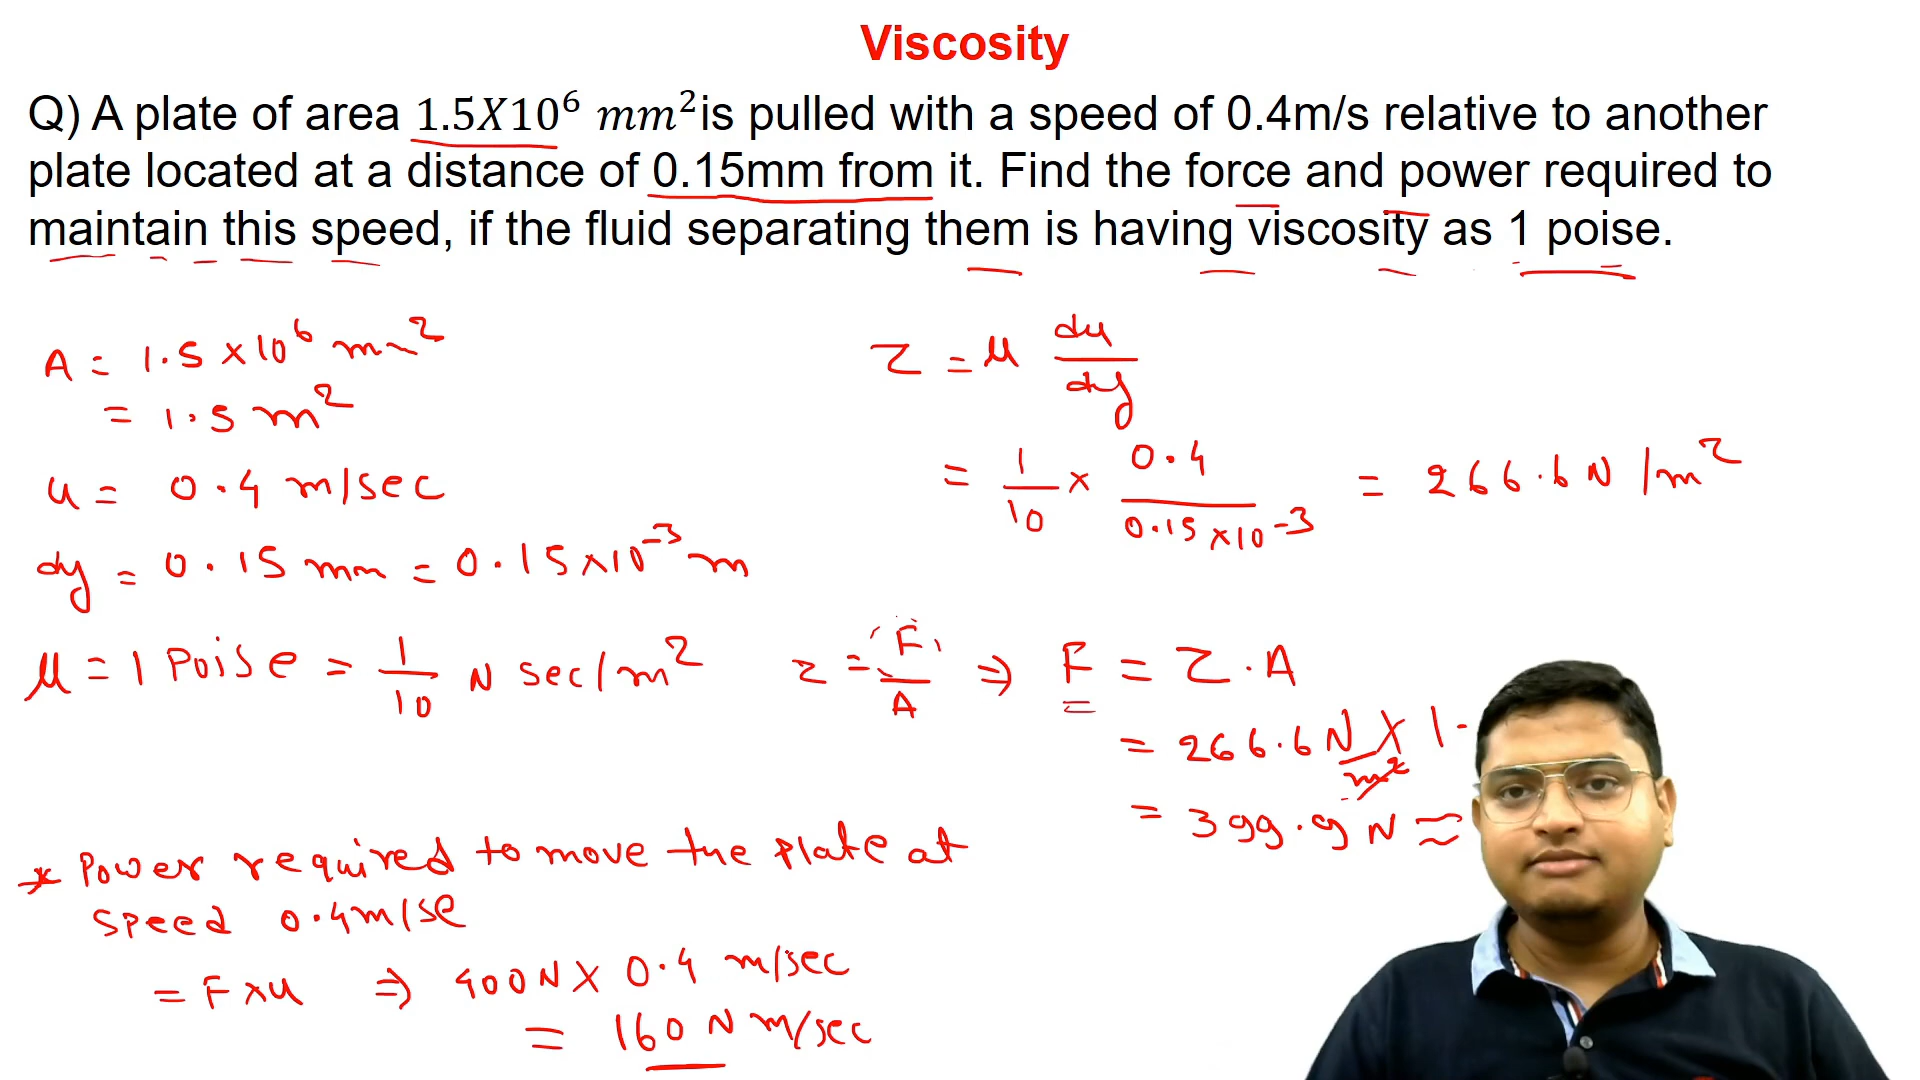 Viscosity
Q) A plate of area 1.5X10⁶ mm² is pulled with a speed of 0.4m/s relative to another
plate located at a distance of 0.15mm from it. Find the force and power required to
maintain this speed, if the fluid separating them is having viscosity as 1 poise.
A = 1.5 × 10⁶ mm²
= 1.5 m²
u = 0.4 m/sec
dy = 0.15 mm = 0.15 × 10⁻³ m
μ = 1 Poise = 1/10 N sec/m²
τ = μ du/dy
= 1/10 × 0.4/0.15×10⁻³ = 266.6 N/m²
τ = F/A ⇒ F = τ . A
= 266.6 N/m² × 1.
= 399.9 N ≈
* Power required to move the plate at
speed 0.4m/se
= F × u ⇒ 400N × 0.4 m/sec
= 160 N m/sec